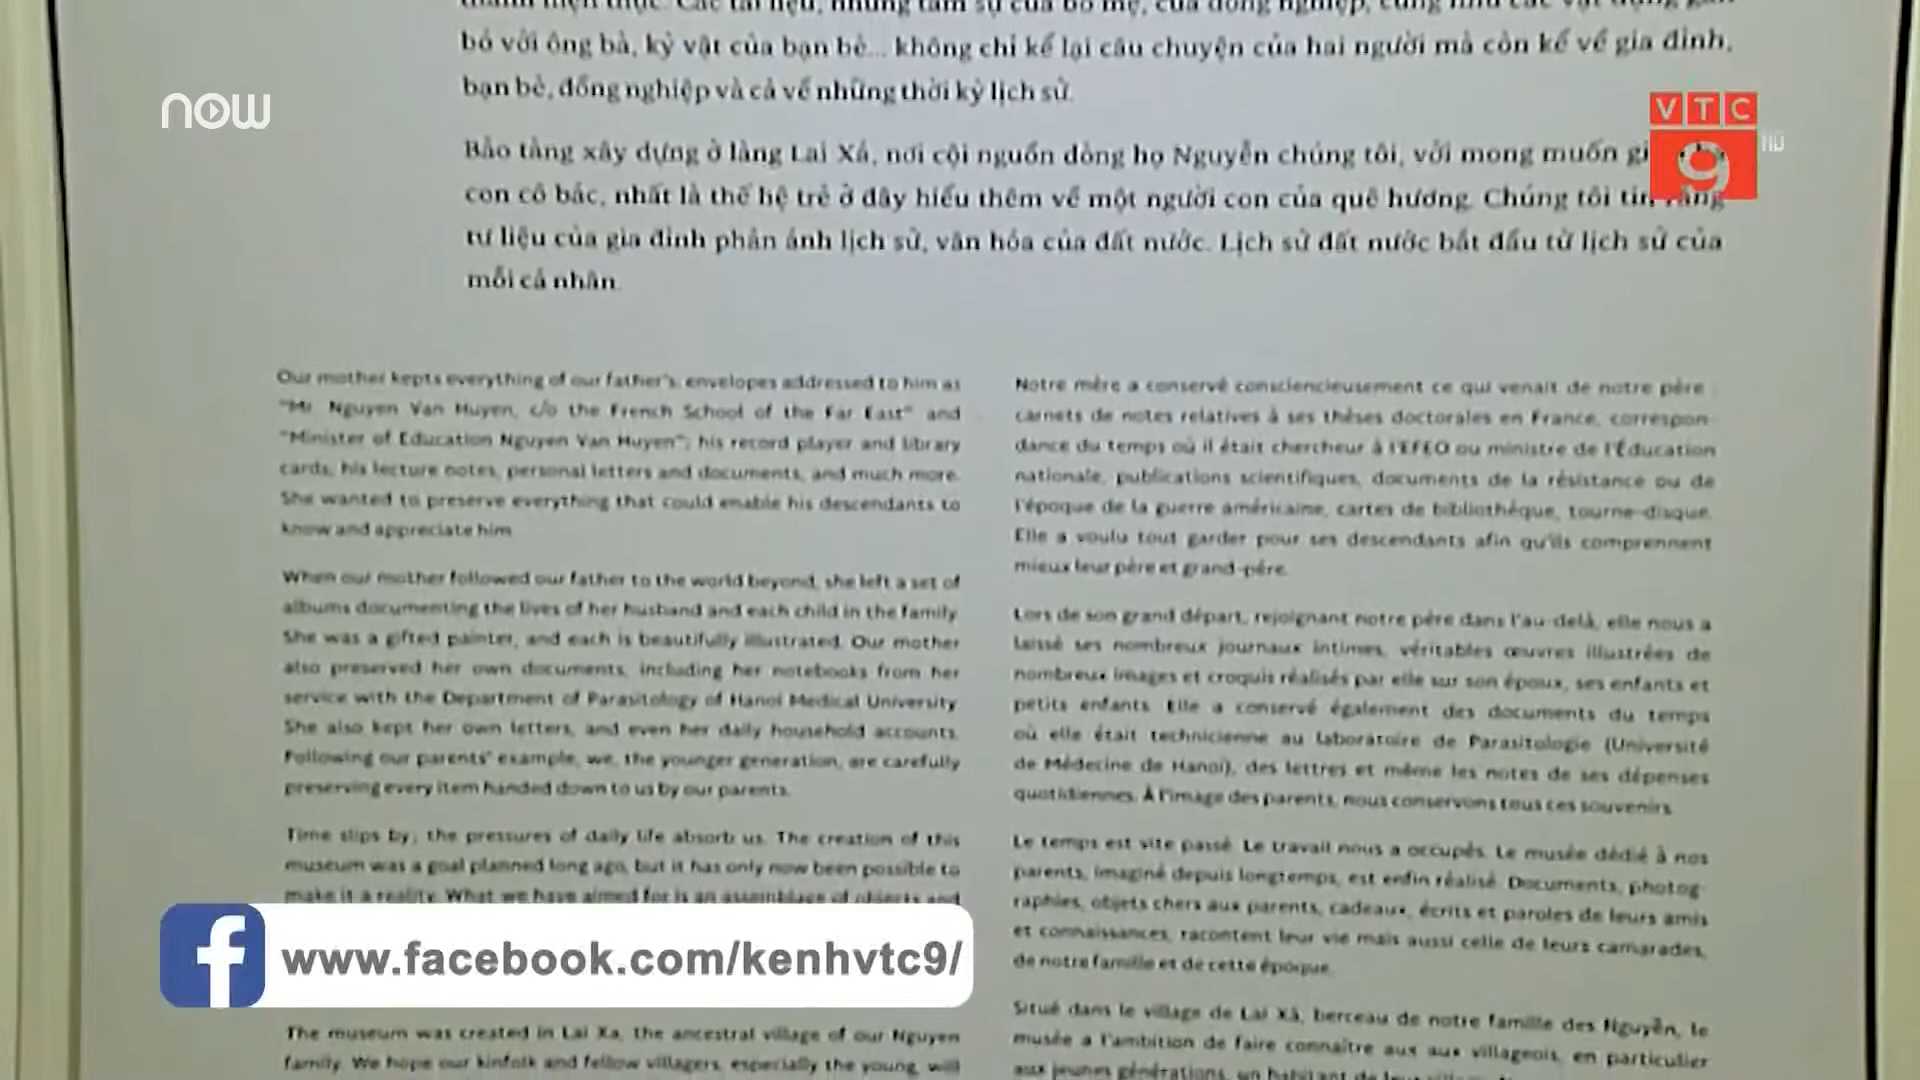 bó với ông bà, kỷ vật của bạn bè... không chỉ kể lại câu chuyện của hai người mà còn kể về gia đình,
bạn bè, đồng nghiệp và cả về những thời kỳ lịch sử.
now
VTC
9
HD
Bảo tàng xây dựng ở làng Lai Xá, nơi cội nguồn dòng họ Nguyễn chúng tôi, với mong muốn
con cô bác, nhất là thế hệ trẻ ở đây hiểu thêm về một người con của quê hương. Chúng tôi tin rằng
tư liệu của gia đình phản ánh lịch sử, văn hóa của đất nước. Lịch sử đất nước bắt đầu từ lịch sử của
mỗi cá nhân.
Our mother kepts everything of our father's: envelopes addressed to him as
"Mr. Nguyen Van Huyen, c/o the French School of the Far East" and
"Minister of Education Nguyen Van Huyen"; his record player and library
cards, his lecture notes, personal letters and documents, and much more.
She wanted to preserve everything that could enable his descendants to
know and appreciate him.
When our mother followed our father to the world beyond, she left a set of
albums documenting the lives of her husband and each child in the family.
She was a gifted painter, and each is beautifully illustrated. Our mother
also preserved her own documents, including her notebooks from her
service with the Department of Parasitology of Hanoi Medical University.
She also kept her own letters, and even her daily household accounts.
Following our parents' example, we, the younger generation, are carefully
preserving every item handed down to us by our parents.
Time slips by; the pressures of daily life absorb us. The creation of this
museum was a goal planned long ago, but it has only now been possible to
make it a reality. What we have aimed for is an assemblage of objects and
www.facebook.com/kenhvtc9/
The museum was created in Lai Xa, the ancestral village of our Nguyen
family. We hope our kinfolk and fellow villagers, especially the young, will
Notre mère a conservé consciencieusement ce qui venait de notre père :
carnets de notes relatives à ses thèses doctorales en France, correspon-
dance du temps où il était chercheur à l'EFEO ou ministre de l'Éducation
nationale, publications scientifiques, documents de la résistance ou de
l'époque de la guerre américaine, cartes de bibliothèque, tourne-disque.
Elle a voulu tout garder pour ses descendants afin qu'ils comprennent
mieux leur père et grand-père.
Lors de son grand départ, rejoignant notre père dans l'au-delà, elle nous a
laissé ses nombreux journaux intimes, véritables œuvres illustrées de
nombreux images et croquis réalisés par elle sur son époux, ses enfants et
petits enfants. Elle a conservé également des documents du temps
où elle était technicienne au laboratoire de Parasitologie (Université
de Médecine de Hanoi), des lettres et même les notes de ses dépenses
quotidiennes. À l'image des parents, nous conservons tous ces souvenirs.
Le temps est vite passé. Le travail nous a occupés. Le musée dédié à nos
parents, imaginé depuis longtemps, est enfin réalisé. Documents, photog-
raphies, objets chers aux parents, cadeaux, écrits et paroles de leurs amis
et connaissances, racontent leur vie mais aussi celle de leurs camarades,
de notre famille et de cette époque.
Situé dans le village de Lai Xá, berceau de notre famille des Nguyễn, le
musée a l'ambition de faire connaître aux aux villageois, en particulier
aux jeunes générations, un habitant de leur